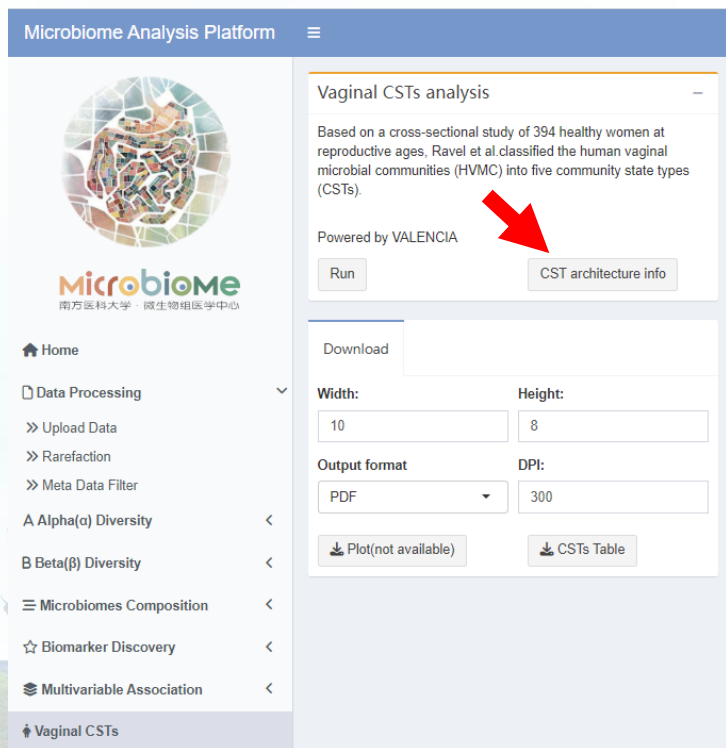 Microbiome Analysis Platform
MicrobiomE
南方医科大学 · 微生物组医学中心
Home
Data Processing
Upload Data
Rarefaction
Meta Data Filter
A Alpha(α) Diversity
B Beta(β) Diversity
Microbiomes Composition
Biomarker Discovery
Multivariable Association
Vaginal CSTs
Vaginal CSTs analysis
Based on a cross-sectional study of 394 healthy women at
reproductive ages, Ravel et al.classified the human vaginal
microbial communities (HVMC) into five community state types
(CSTs).
Powered by VALENCIA
Run
CST architecture info
Download
Width:
Height:
10
8
Output format
DPI:
PDF
300
Plot(not available)
CSTs Table